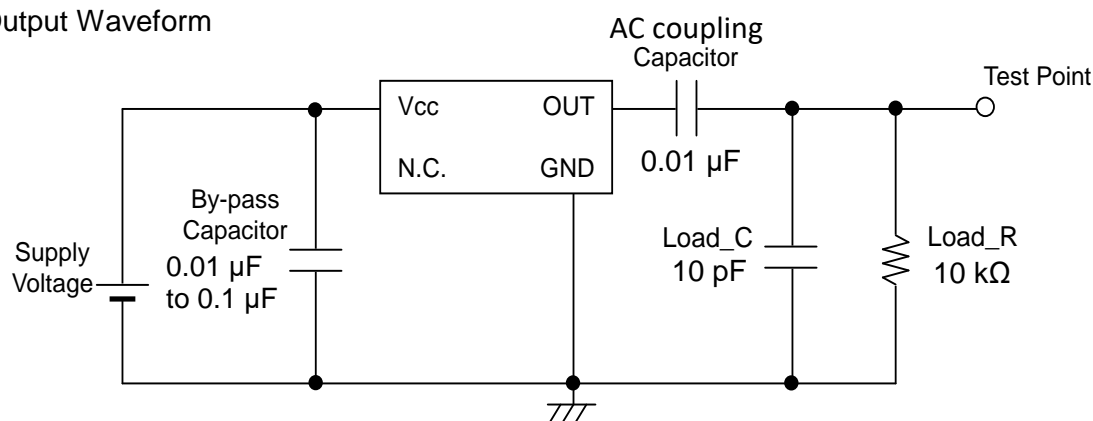 Output Waveform
AC coupling
Capacitor
Test Point
Vcc
OUT
N.C.
GND
0.01 µF
By-pass
Capacitor
0.01 µF
to 0.1 µF
Supply
Voltage
Load_C
10 pF
Load_R
10 kΩ